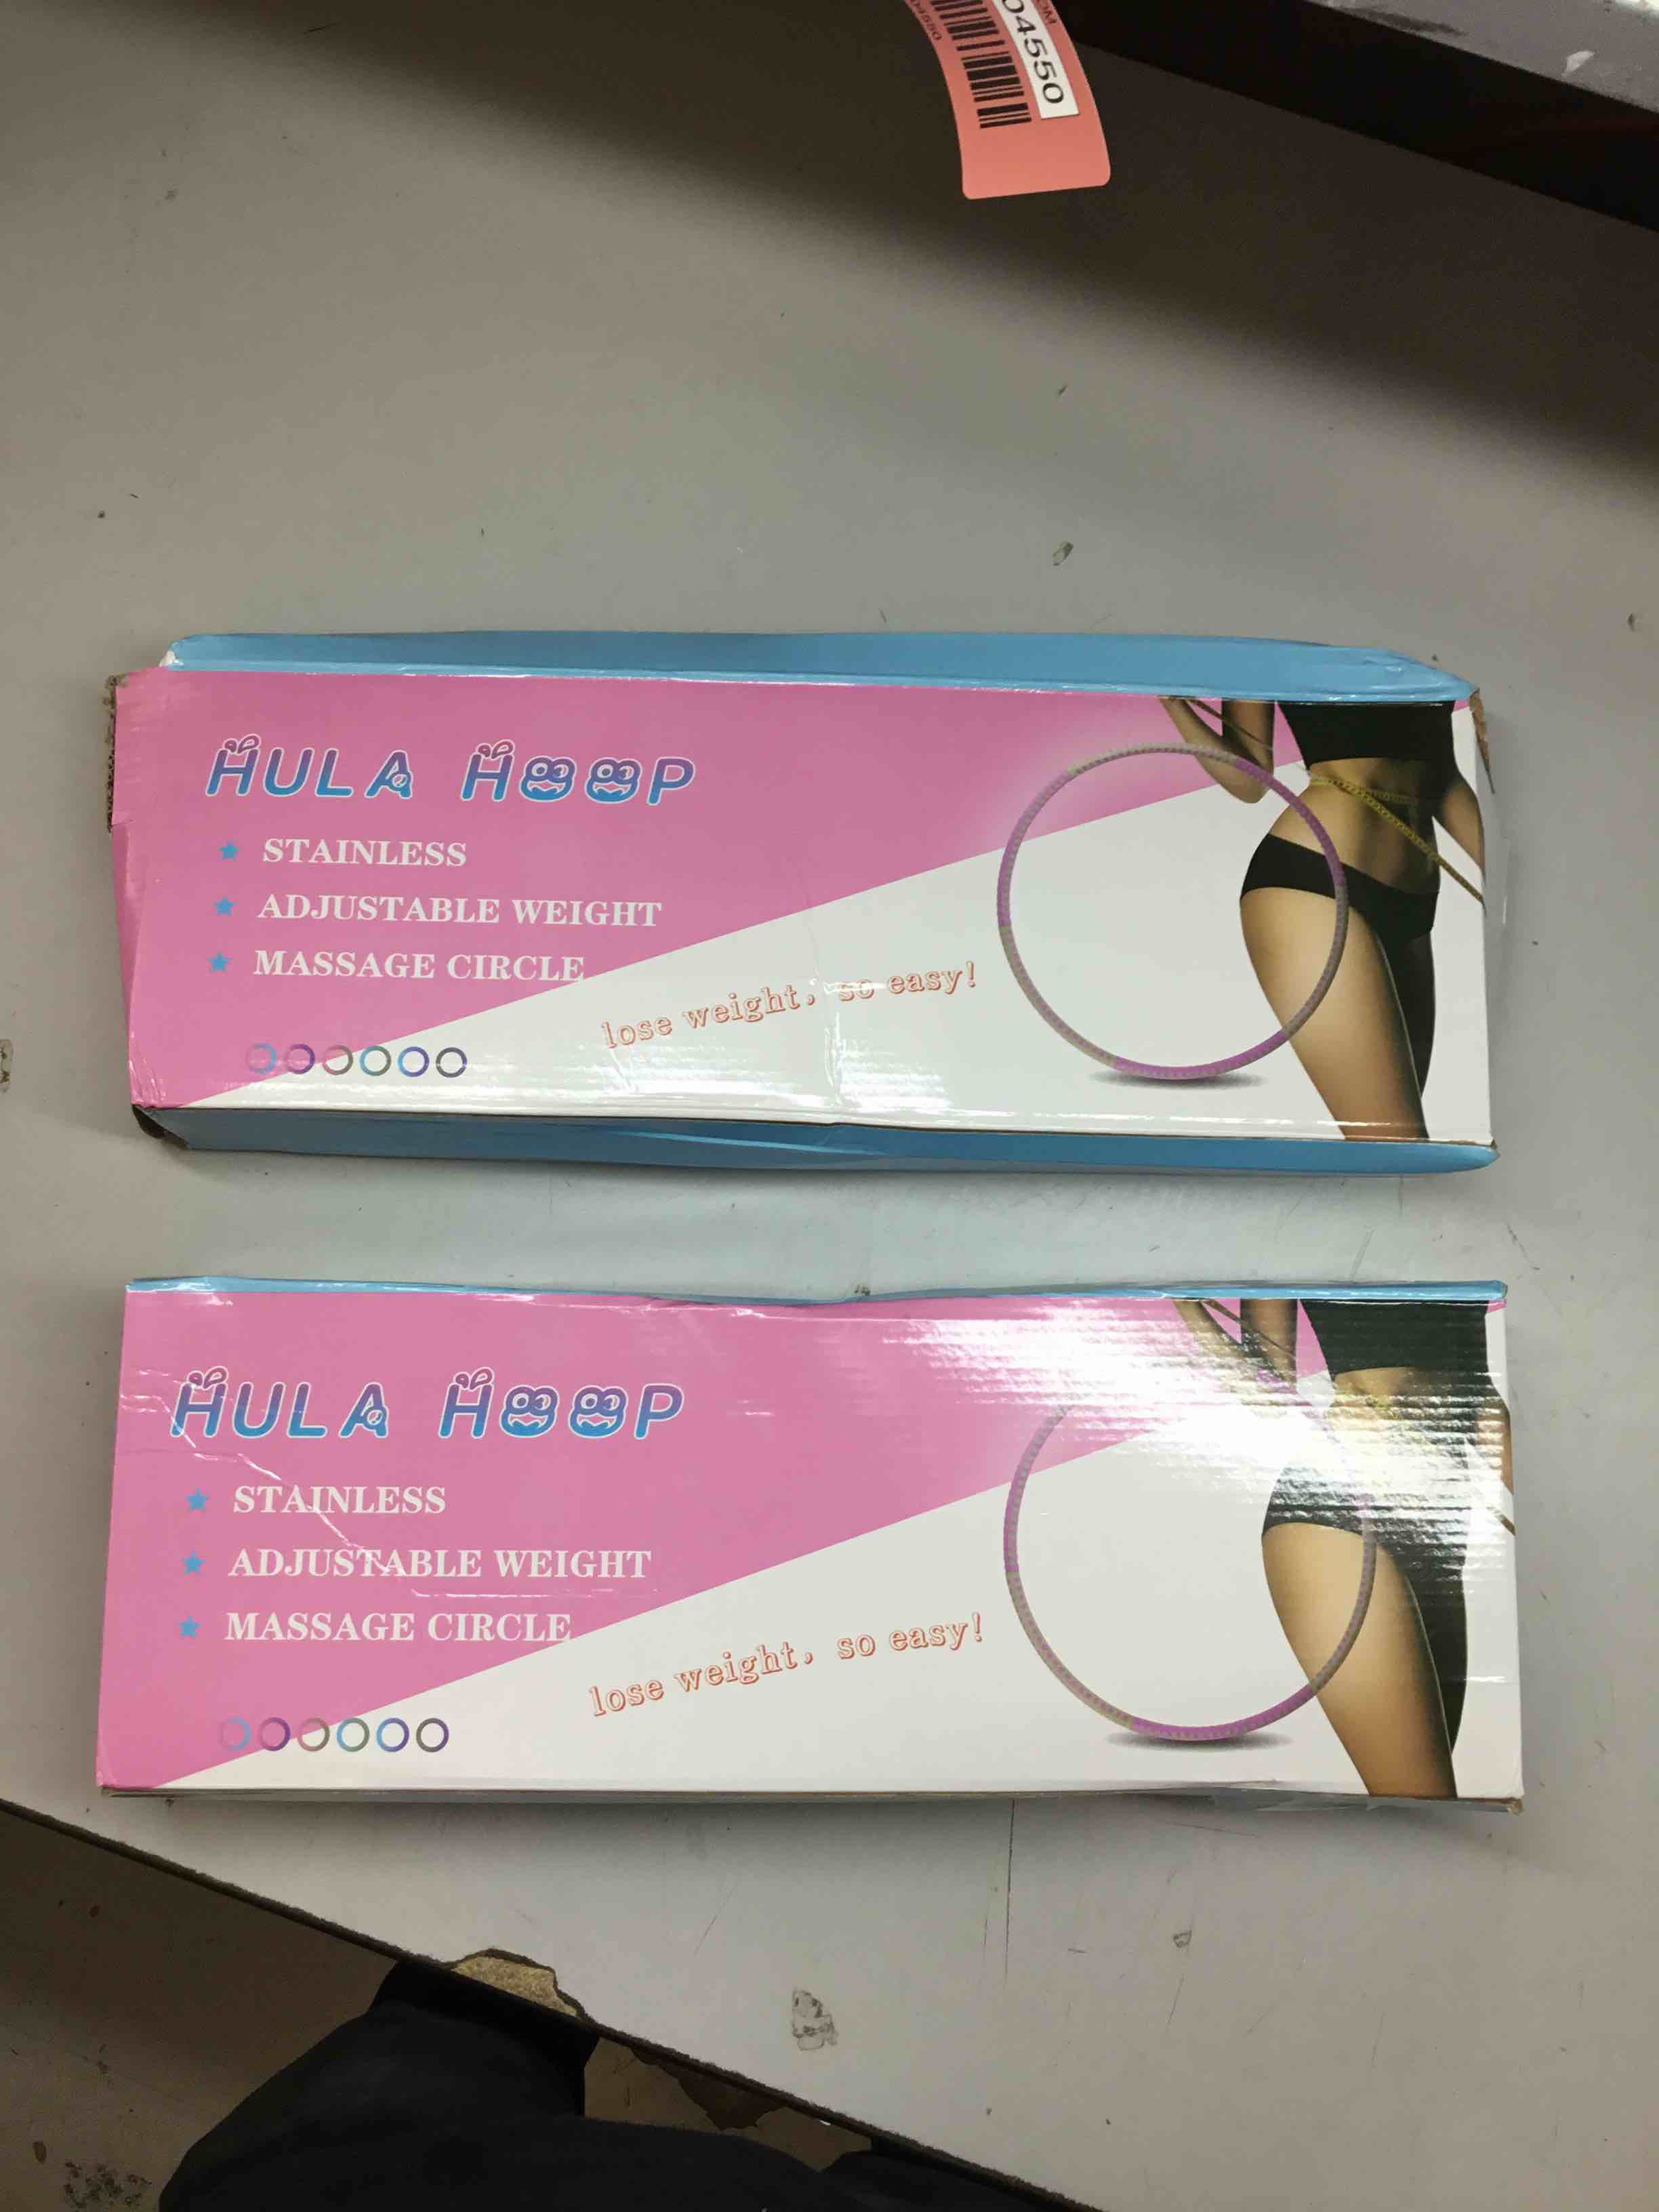 04550
HULA HOOP
STAINLESS
ADJUSTABLE WEIGHT
MASSAGE CIRCLE
lose weight, so easy!
HULA HOOP
STAINLESS
ADJUSTABLE WEIGHT
MASSAGE CIRCLE
lose weight, so easy!